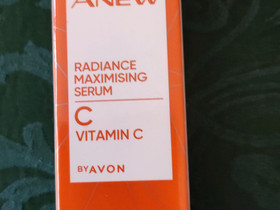 ANEW
RADIANCE
MAXIMISING
SERUM
C
VITAMIN C
BY AVON